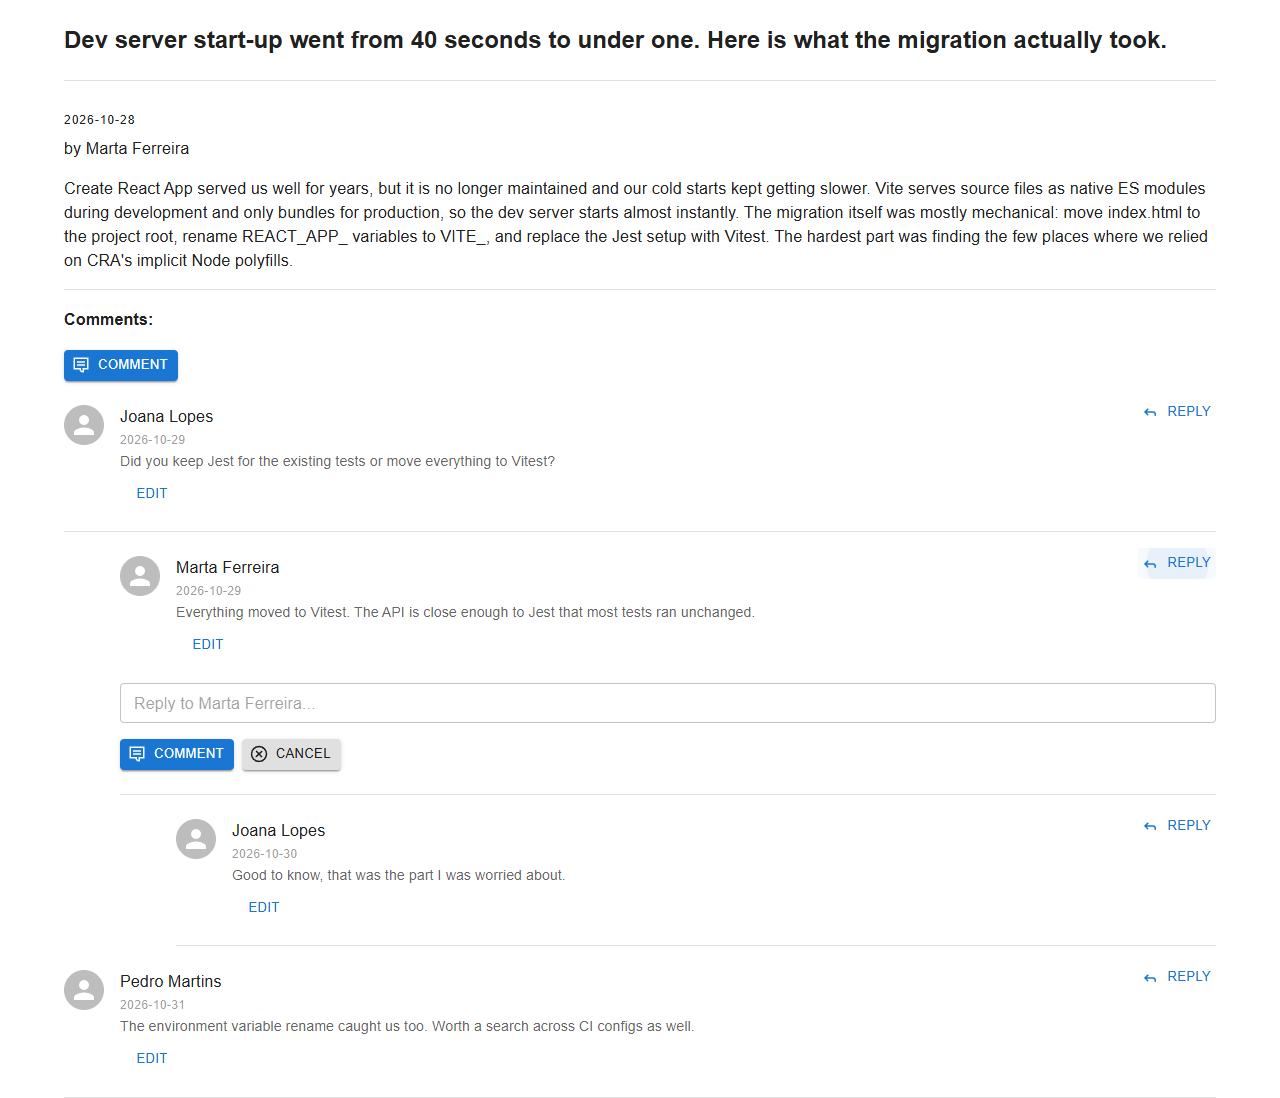 Dev server start-up went from 40 seconds to under one. Here is what the migration actually took.
2026-10-28
by Marta Ferreira
Create React App served us well for years, but it is no longer maintained and our cold starts kept getting slower. Vite serves source files as native ES modules
during development and only bundles for production, so the dev server starts almost instantly. The migration itself was mostly mechanical: move index.html to
the project root, rename REACT_APP_ variables to VITE_, and replace the Jest setup with Vitest. The hardest part was finding the few places where we relied
on CRA's implicit Node polyfills.
Comments:
COMMENT
Joana Lopes
REPLY
2026-10-29
Did you keep Jest for the existing tests or move everything to Vitest?
EDIT
Marta Ferreira
REPLY
2026-10-29
Everything moved to Vitest. The API is close enough to Jest that most tests ran unchanged.
EDIT
Reply to Marta Ferreira...
COMMENT CANCEL
Joana Lopes
REPLY
2026-10-30
Good to know, that was the part I was worried about.
EDIT
Pedro Martins
REPLY
2026-10-31
The environment variable rename caught us too. Worth a search across CI configs as well.
EDIT